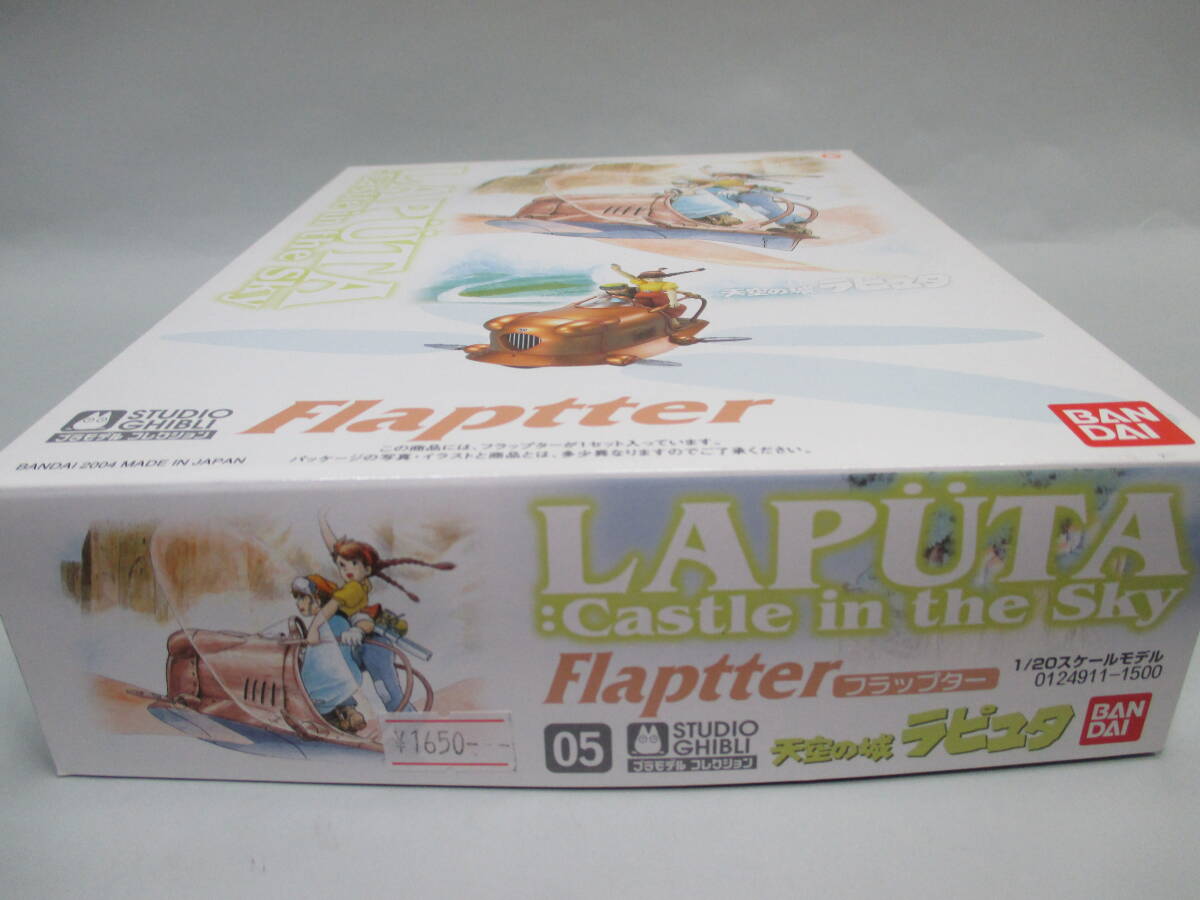 LAPÜTA
:Castle in the Sky
天空の城 ラピュタ
STUDIO
GHIBLI
プラモデル コレクション
Flaptter
BAN
DAI
この商品には、フラップターが1セット入っています。
パッケージの写真・イラストと商品とは、多少異なりますのでご了承ください。
BANDAI 2004 MADE IN JAPAN
LAPÜTA
:Castle in the Sky
Flaptter
フラップター
1/20スケールモデル
0124911-1500
¥1650-
05
STUDIO
GHIBLI
プラモデル コレクション
天空の城 ラピュタ
BAN
DAI